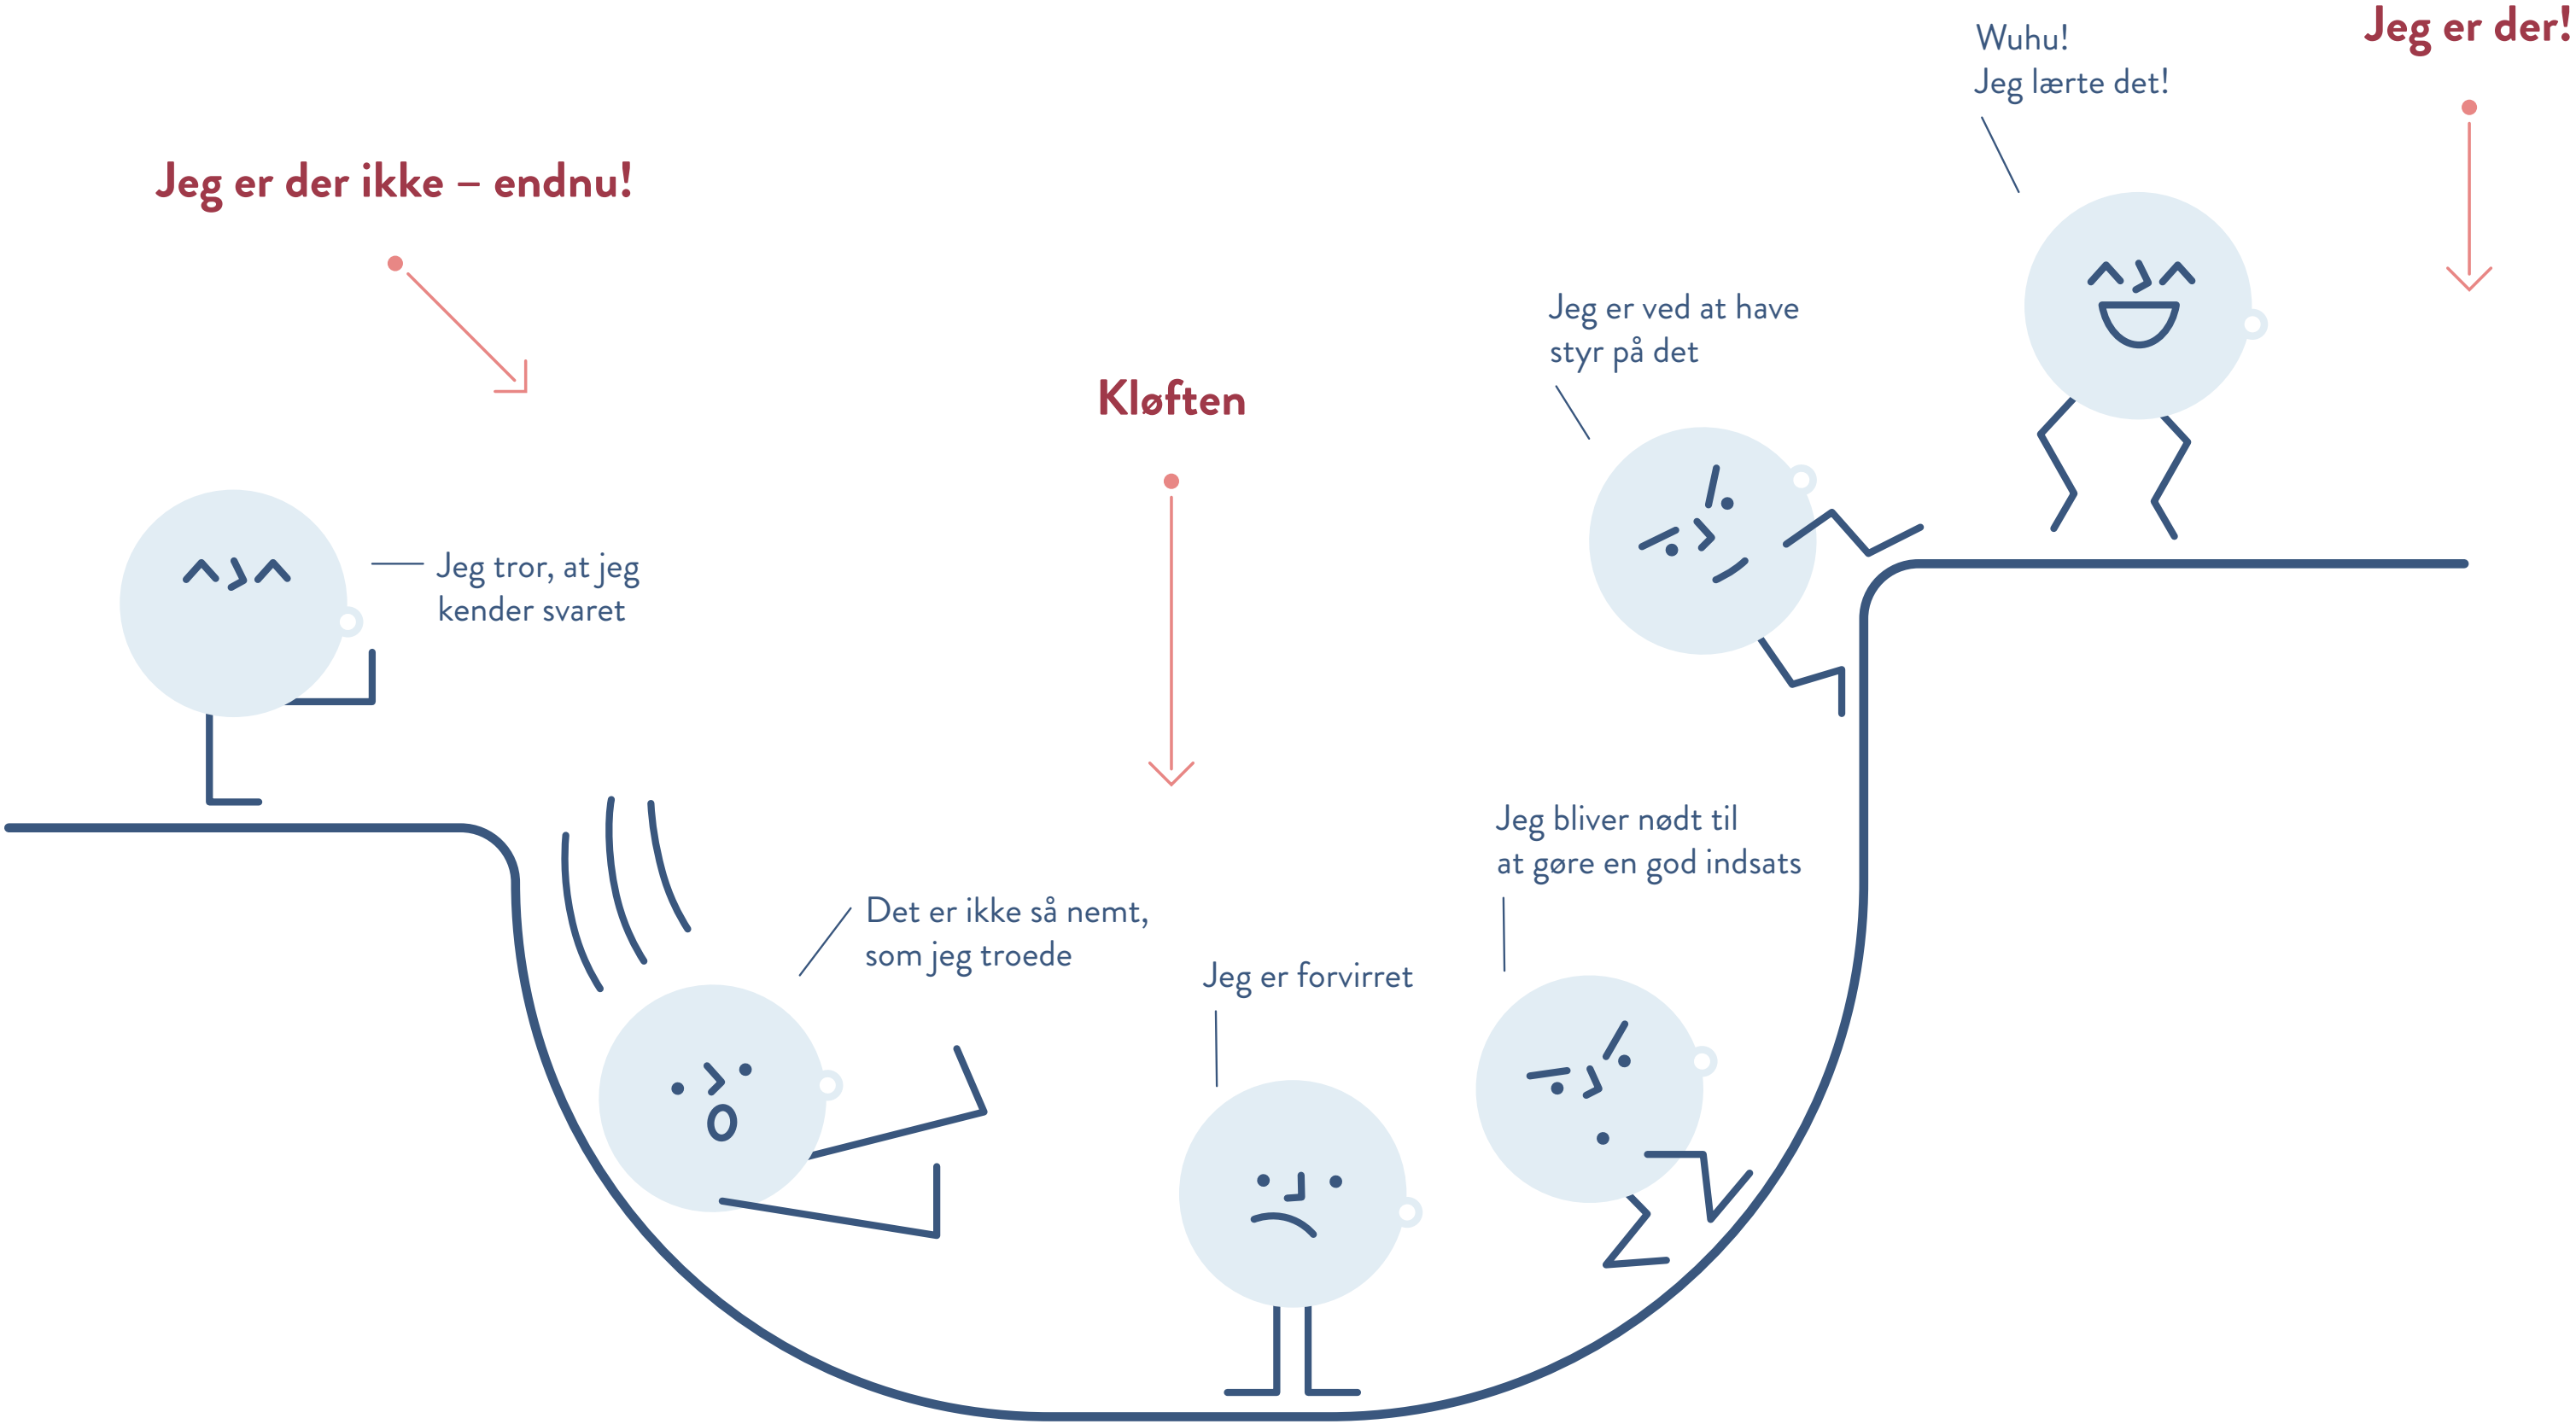 Jeg er der ikke – endnu!
Jeg tror, at jeg
kender svaret
Det er ikke så nemt,
som jeg troede
Kløften
Jeg er forvirret
Jeg bliver nødt til
at gøre en god indsats
Jeg er ved at have
styr på det
Wuhu!
Jeg lærte det!
Jeg er der!